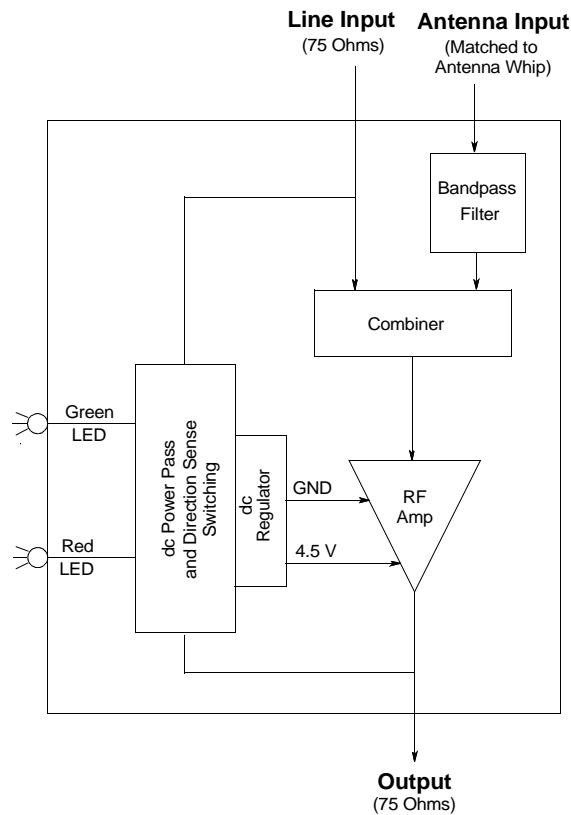 Line Input
(75 Ohms)
Antenna Input
(Matched to
Antenna Whip)
Bandpass
Filter
Combiner
Green
LED
Red
LED
dc Power Pass
and Direction Sense
Switching
dc
Regulator
GND
4.5 V
RF
Amp
Output
(75 Ohms)